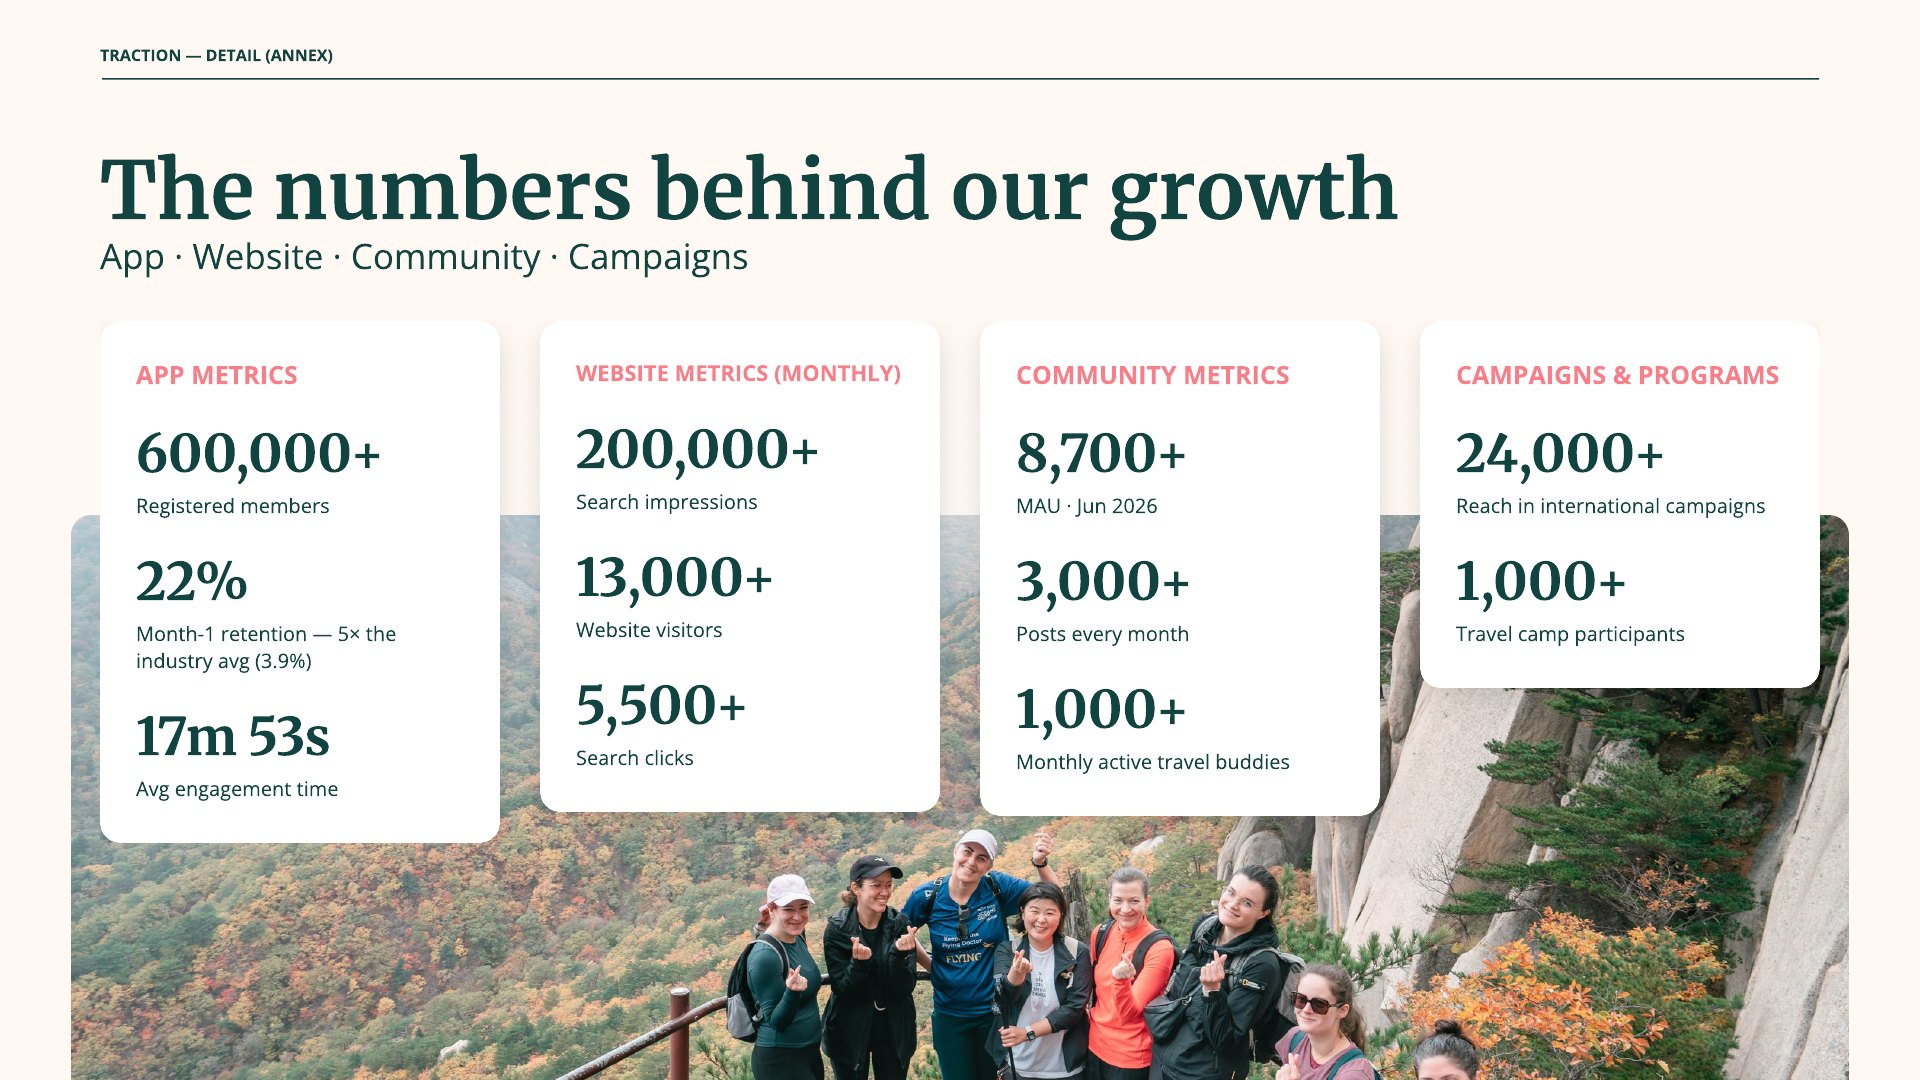 TRACTION — DETAIL (ANNEX)
The numbers behind our growth
App · Website · Community · Campaigns
APP METRICS
600,000+
Registered members
22%
Month-1 retention — 5× the
industry avg (3.9%)
17m 53s
Avg engagement time
WEBSITE METRICS (MONTHLY)
200,000+
Search impressions
13,000+
Website visitors
5,500+
Search clicks
COMMUNITY METRICS
8,700+
MAU · Jun 2026
3,000+
Posts every month
1,000+
Monthly active travel buddies
CAMPAIGNS & PROGRAMS
24,000+
Reach in international campaigns
1,000+
Travel camp participants
Flying Doctor
FLYING